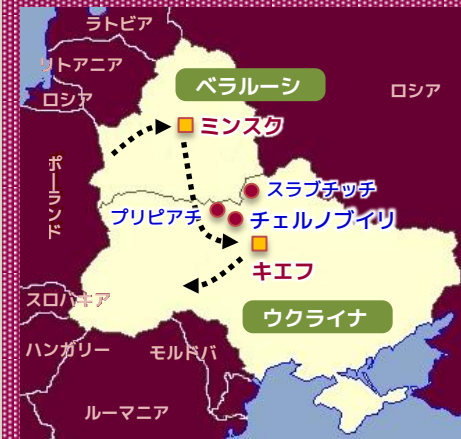 ラトビア
リトアニア
ロシア
ベラルーシ
ロシア
ミンスク
ポーランド
スラブチッチ
プリピアチ
チェルノブイリ
キエフ
スロバキア
ウクライナ
ハンガリー
モルドバ
ルーマニア